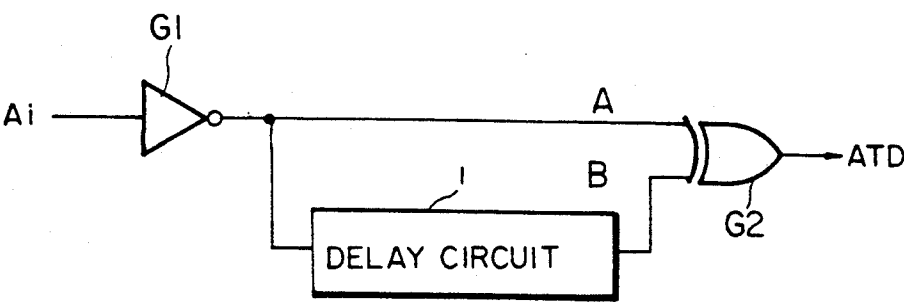 G1
Ai
A
ATD
B
1
G2
DELAY CIRCUIT